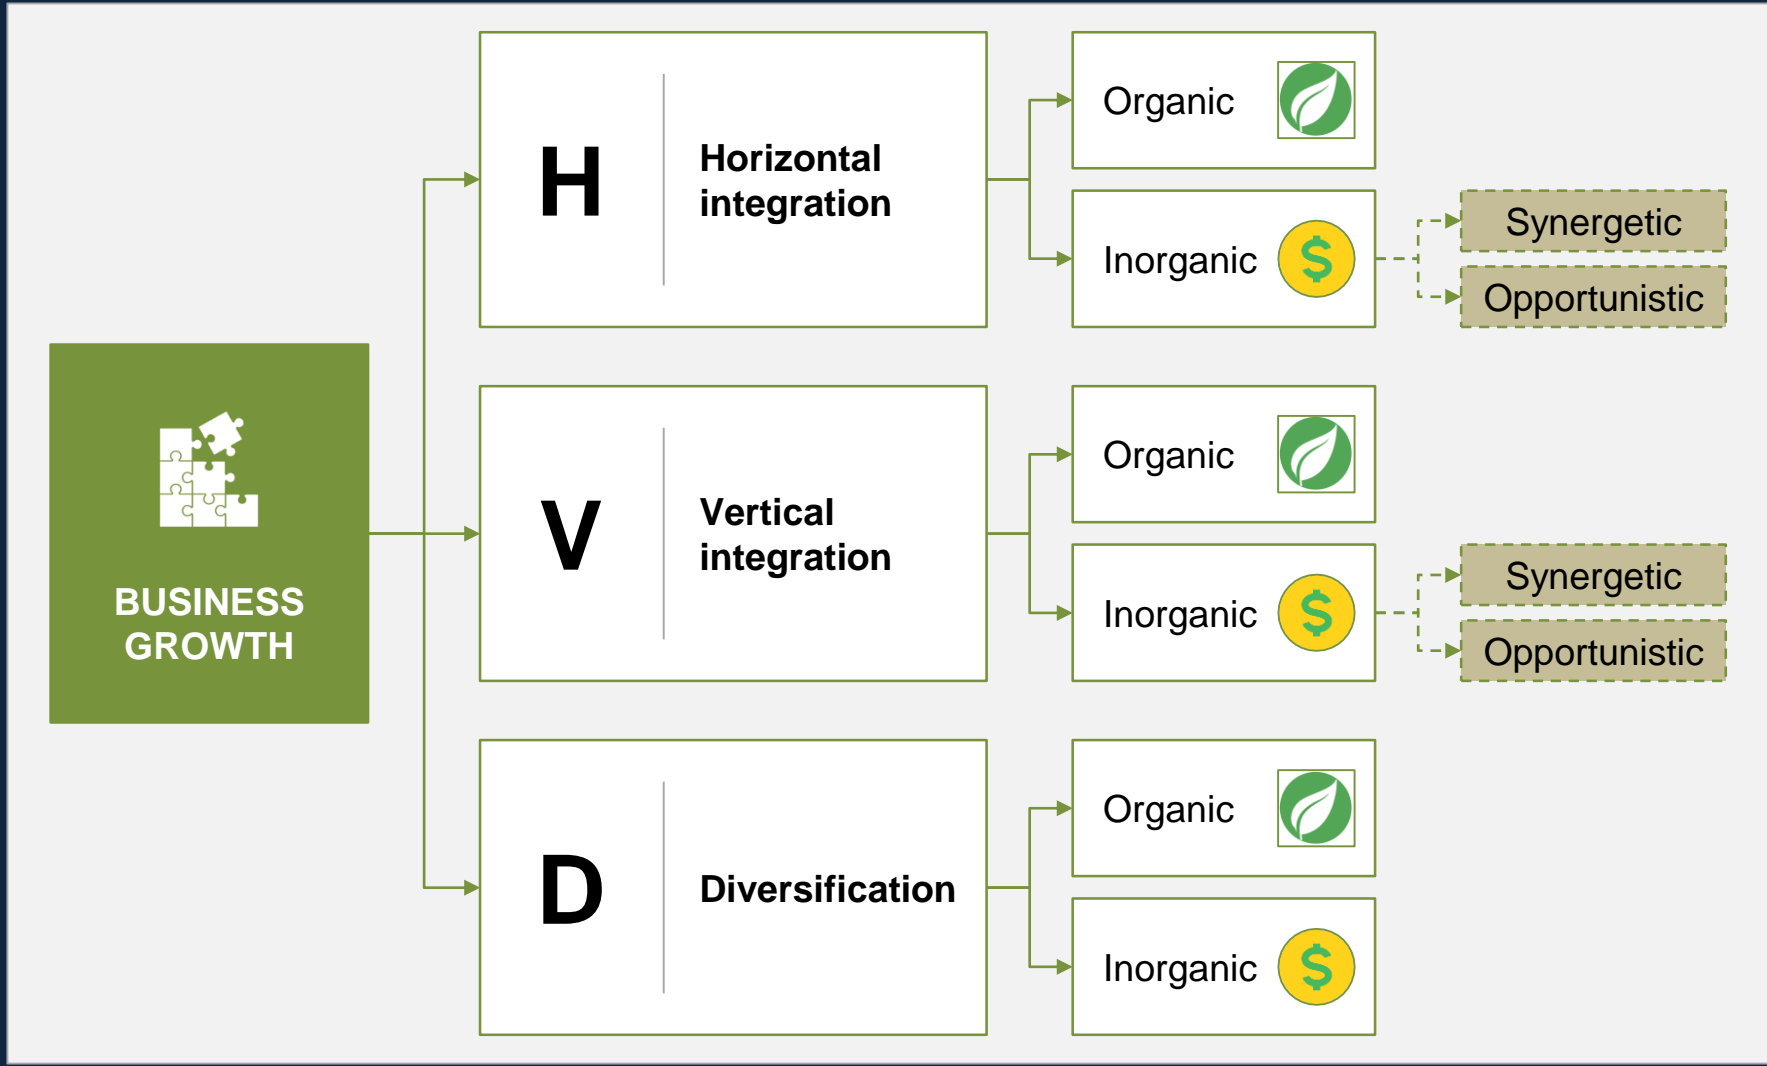 BUSINESS
GROWTH
H
Horizontal
integration
Organic
Inorganic
$
Synergetic
Opportunistic
V
Vertical
integration
Organic
Inorganic
$
Synergetic
Opportunistic
D
Diversification
Organic
Inorganic
$